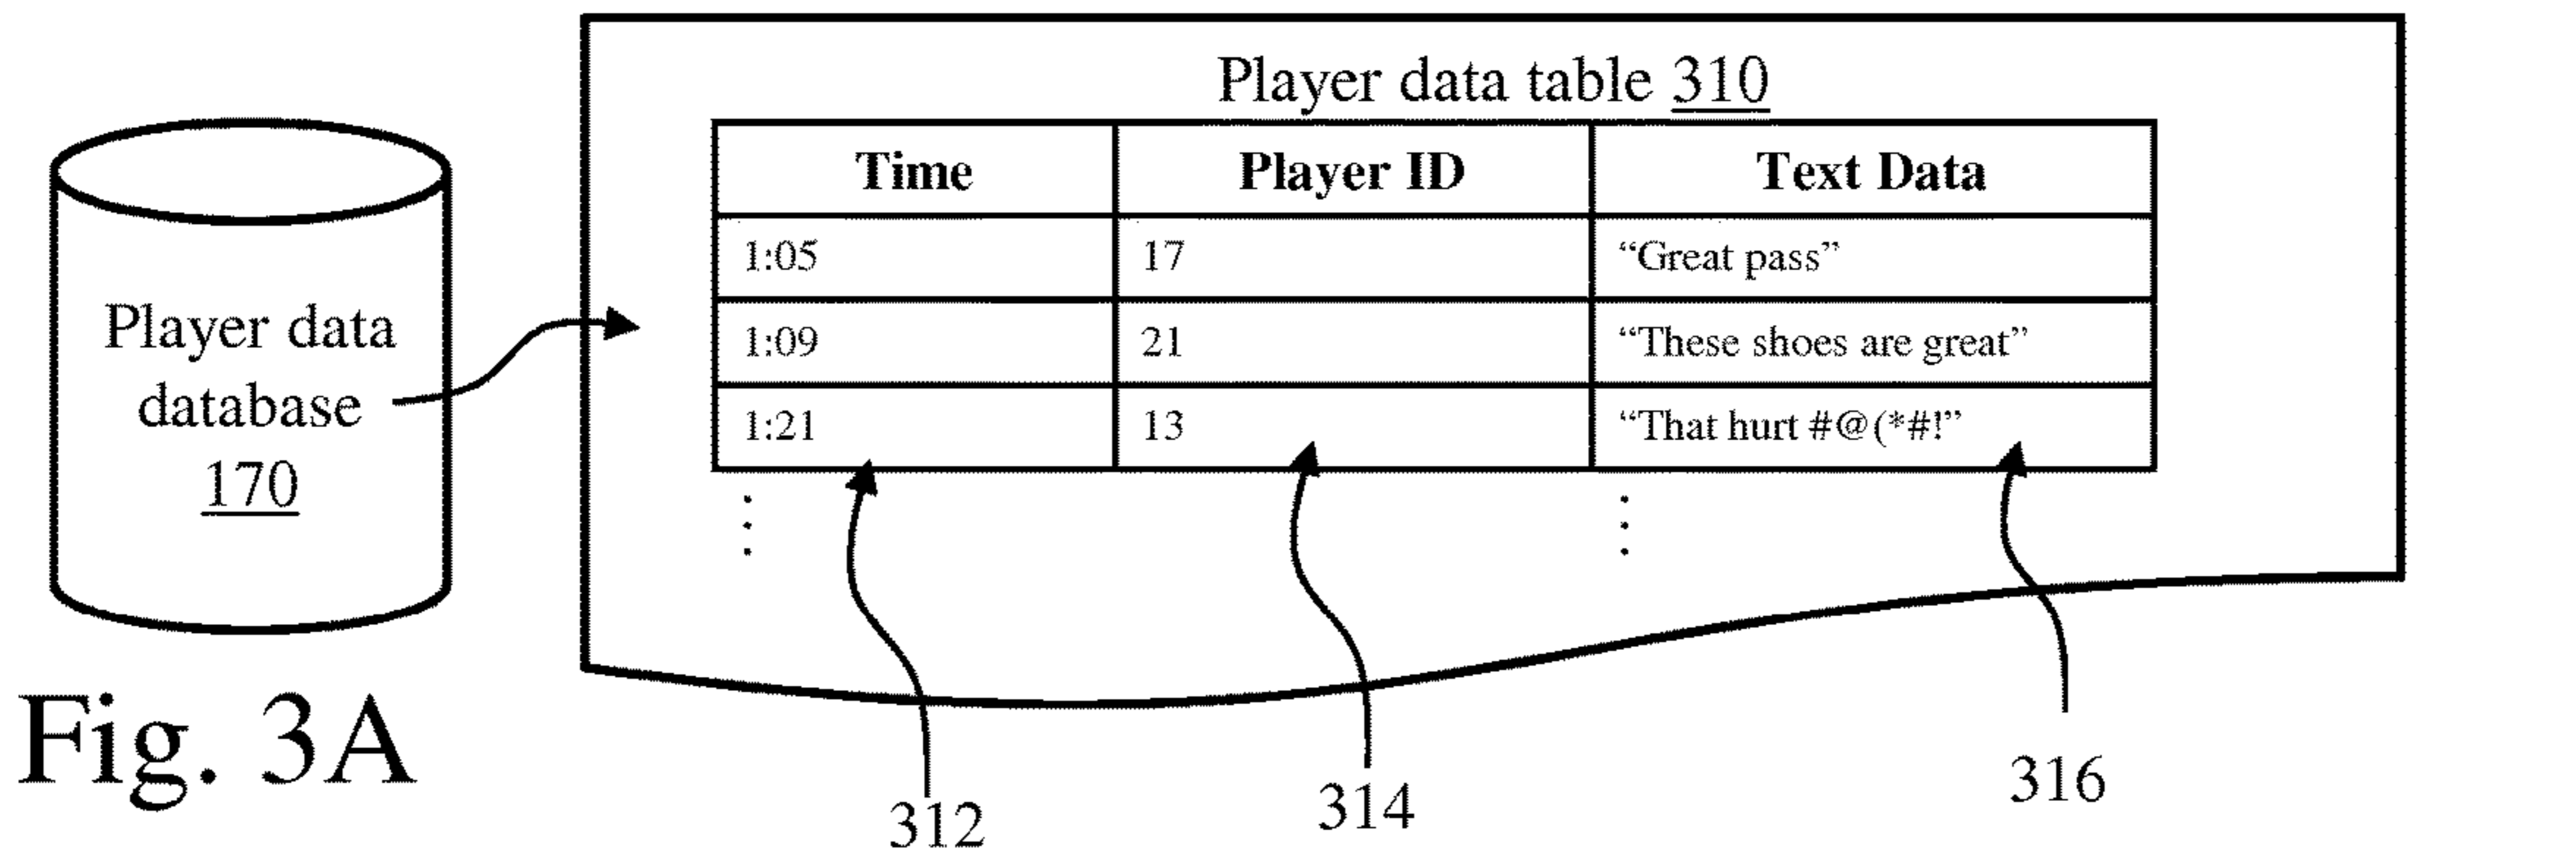 Player data table 310
Time Player ID Text Data
1:05 17 “Great pass”
1:09 21 “These shoes are great”
1:21 13 “That hurt #@(*#!”
Player data
database
170
Fig. 3A
312
314
316